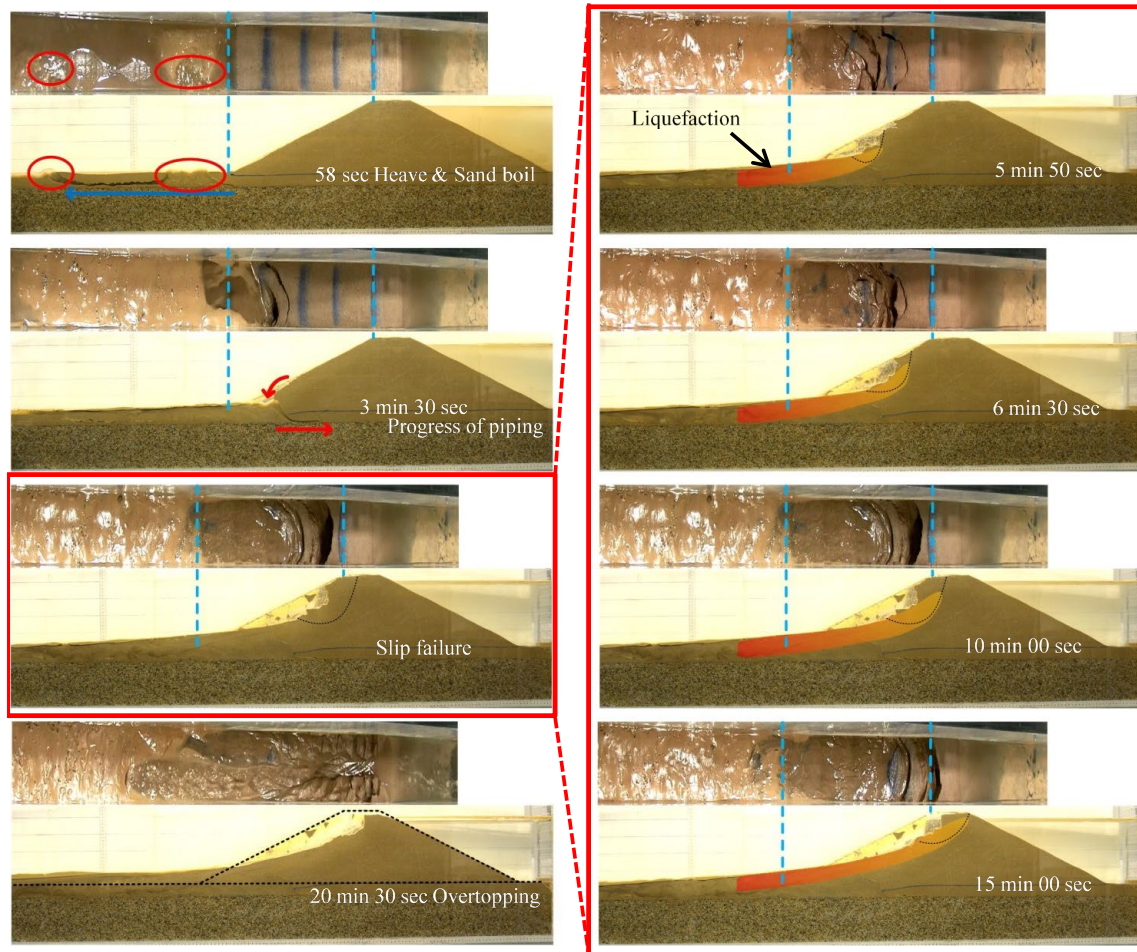 58 sec Heave & Sand boil
3 min 30 sec
Progress of piping
Slip failure
20 min 30 sec Overtopping
Liquefaction
5 min 50 sec
6 min 30 sec
10 min 00 sec
15 min 00 sec